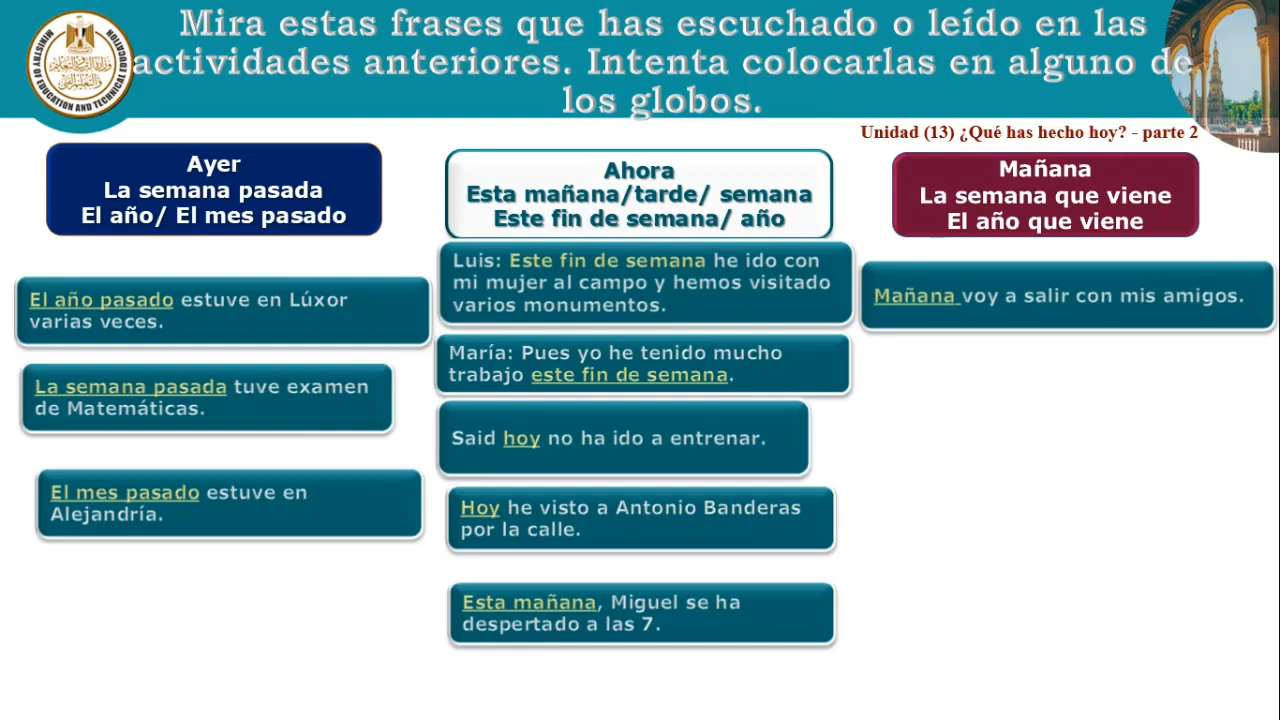 Mira estas frases que has escuchado o leído en las
actividades anteriores. Intenta colocarlas en alguno de
los globos.
MINISTRY OF EDUCATION AND TECHNICAL EDUCATION
Unidad (13) ¿Qué has hecho hoy? - parte 2
Ayer
La semana pasada
El año/ El mes pasado
El año pasado estuve en Lúxor
varias veces.
La semana pasada tuve examen
de Matemáticas.
El mes pasado estuve en
Alejandría.
Ahora
Esta mañana/tarde/ semana
Este fin de semana/ año
Luis: Este fin de semana he ido con
mi mujer al campo y hemos visitado
varios monumentos.
María: Pues yo he tenido mucho
trabajo este fin de semana.
Said hoy no ha ido a entrenar.
Hoy he visto a Antonio Banderas
por la calle.
Esta mañana, Miguel se ha
despertado a las 7.
Mañana
La semana que viene
El año que viene
Mañana voy a salir con mis amigos.